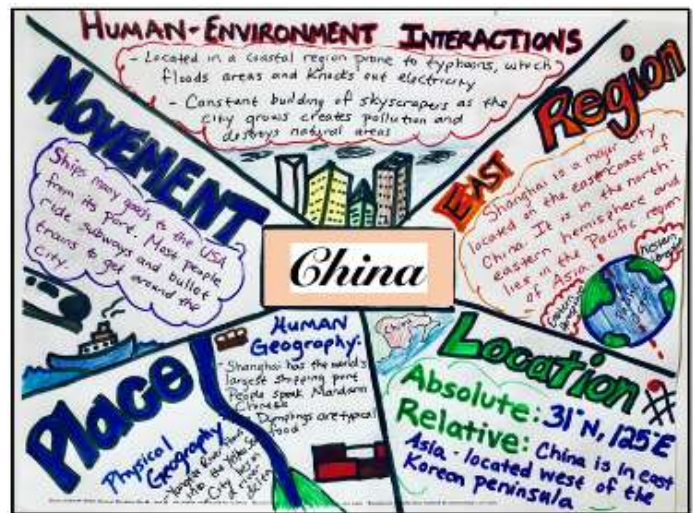 HUMAN-ENVIRONMENT INTERACTIONS
- Located in a coastal region prone to typhoons, which
floods areas and knocks out electricity
- Constant building of skyscrapers as the
city grows creates pollution and
destroys natural areas
MOVEMENT
Ships many goods to the USA
from its port. Most people
ride subways and bullet
trains to get around the
city.
EAST Region
Shanghai is a major city
located on the east coast of
China. It is in the north-
eastern hemisphere and
lies in the Pacific region
of Asia.
China
Place
Physical
Geography
City lies in
a river
delta
HUMAN
Geography:
- Shanghai has the world's
largest shipping port
People speak Mandarin
Chinese
Dumplings are typical
food
China
Location
Absolute: 31°N, 125°E
Relative: China is in east
Asia - located west of the
Korean peninsula